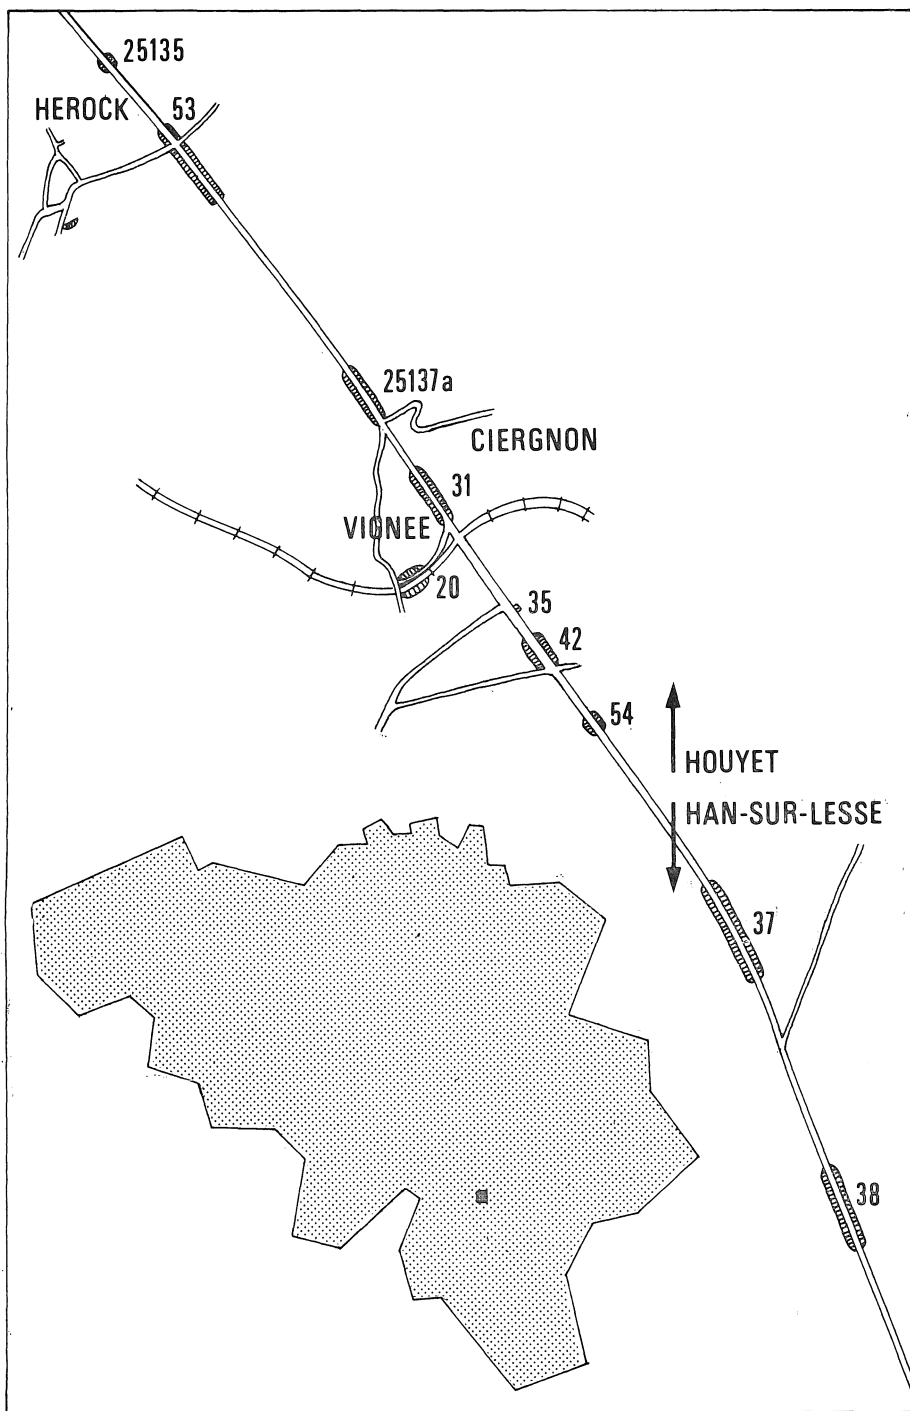 25135
HEROCK 53
25137a
CIERGNON
31
VIGNEE
20
35
42
54
HOUYET
HAN-SUR-LESSE
37
38